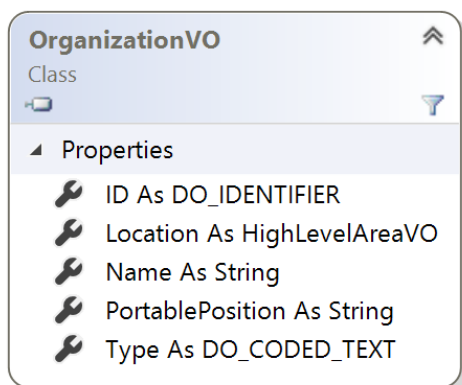 OrganizationVO
Class
Properties
ID As DO_IDENTIFIER
Location As HighLevelAreaVO
Name As String
PortablePosition As String
Type As DO_CODED_TEXT